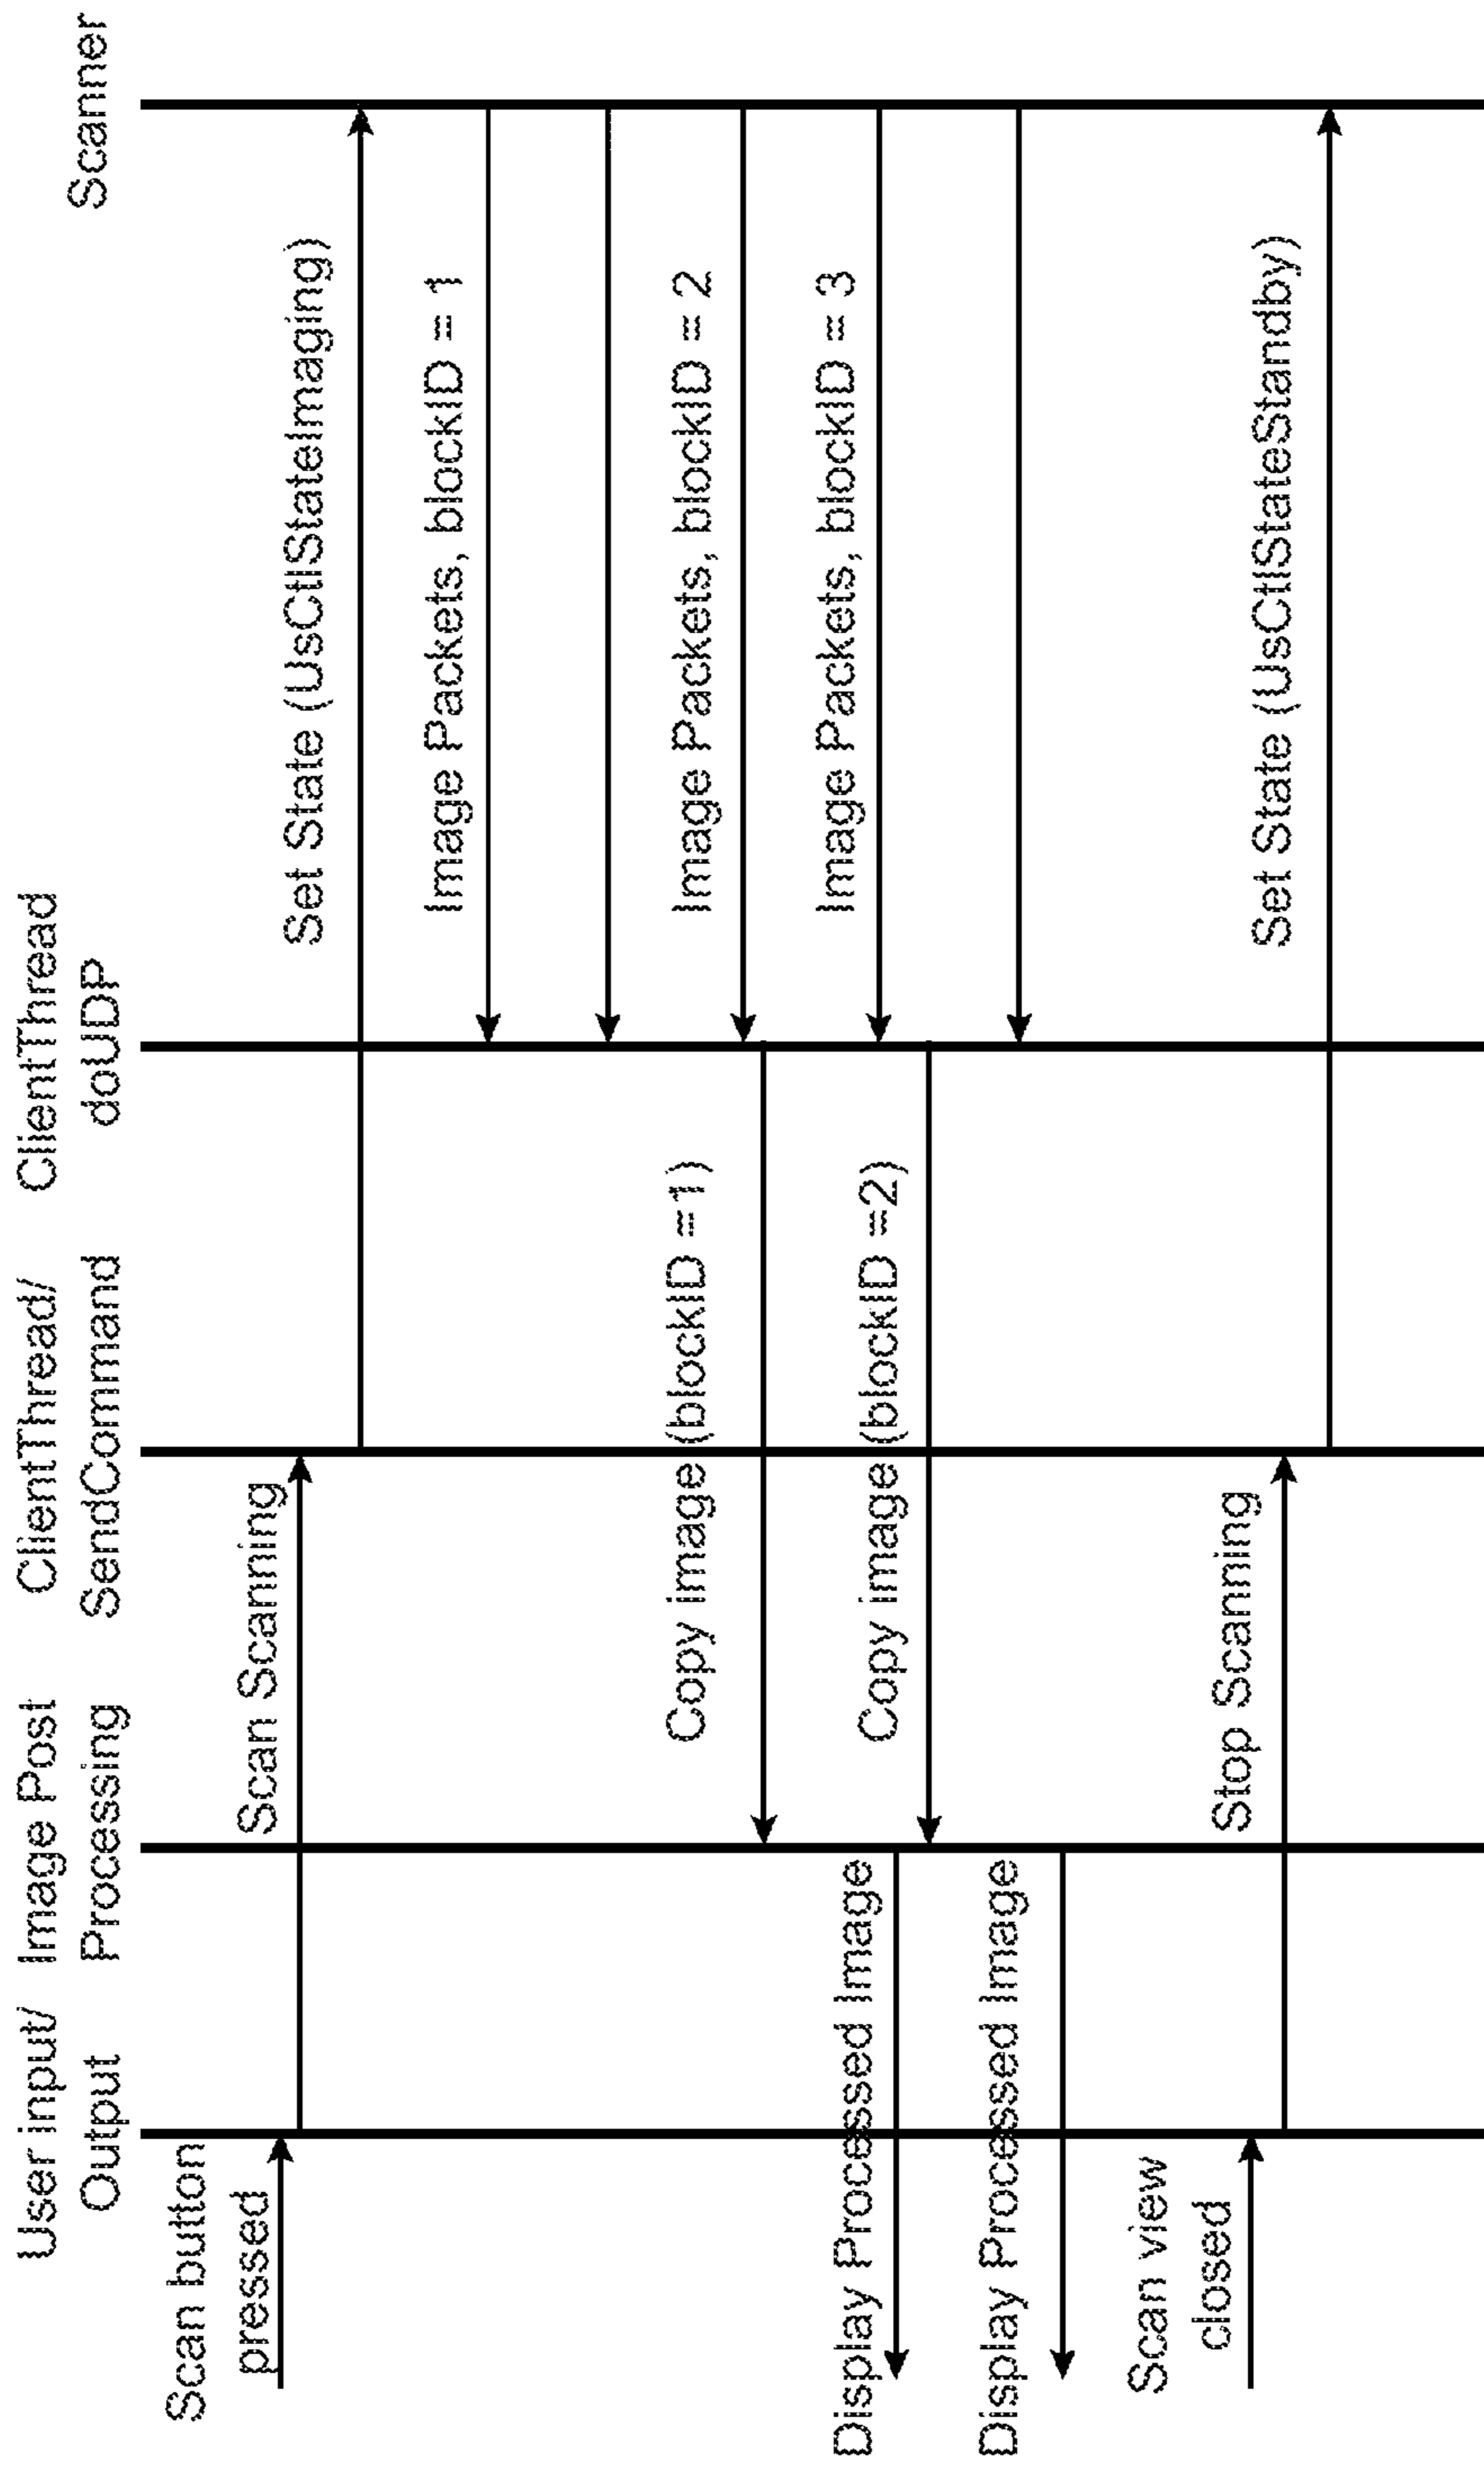 User input/
Output
Image Post
Processing
ClientThread/
SendCommand
ClientThread
doUDP
Scanner
Scan button
pressed
Scan Scanning
Set State (UsCtlStateImaging)
Image Packets, blockID = 1
Image Packets, blockID = 2
Copy image (blockID =1)
Image Packets, blockID = 3
Display Processed Image
Copy image (blockID =2)
Display Processed Image
Scan view
closed
Stop Scanning
Set State (UsCtlStateStandby)